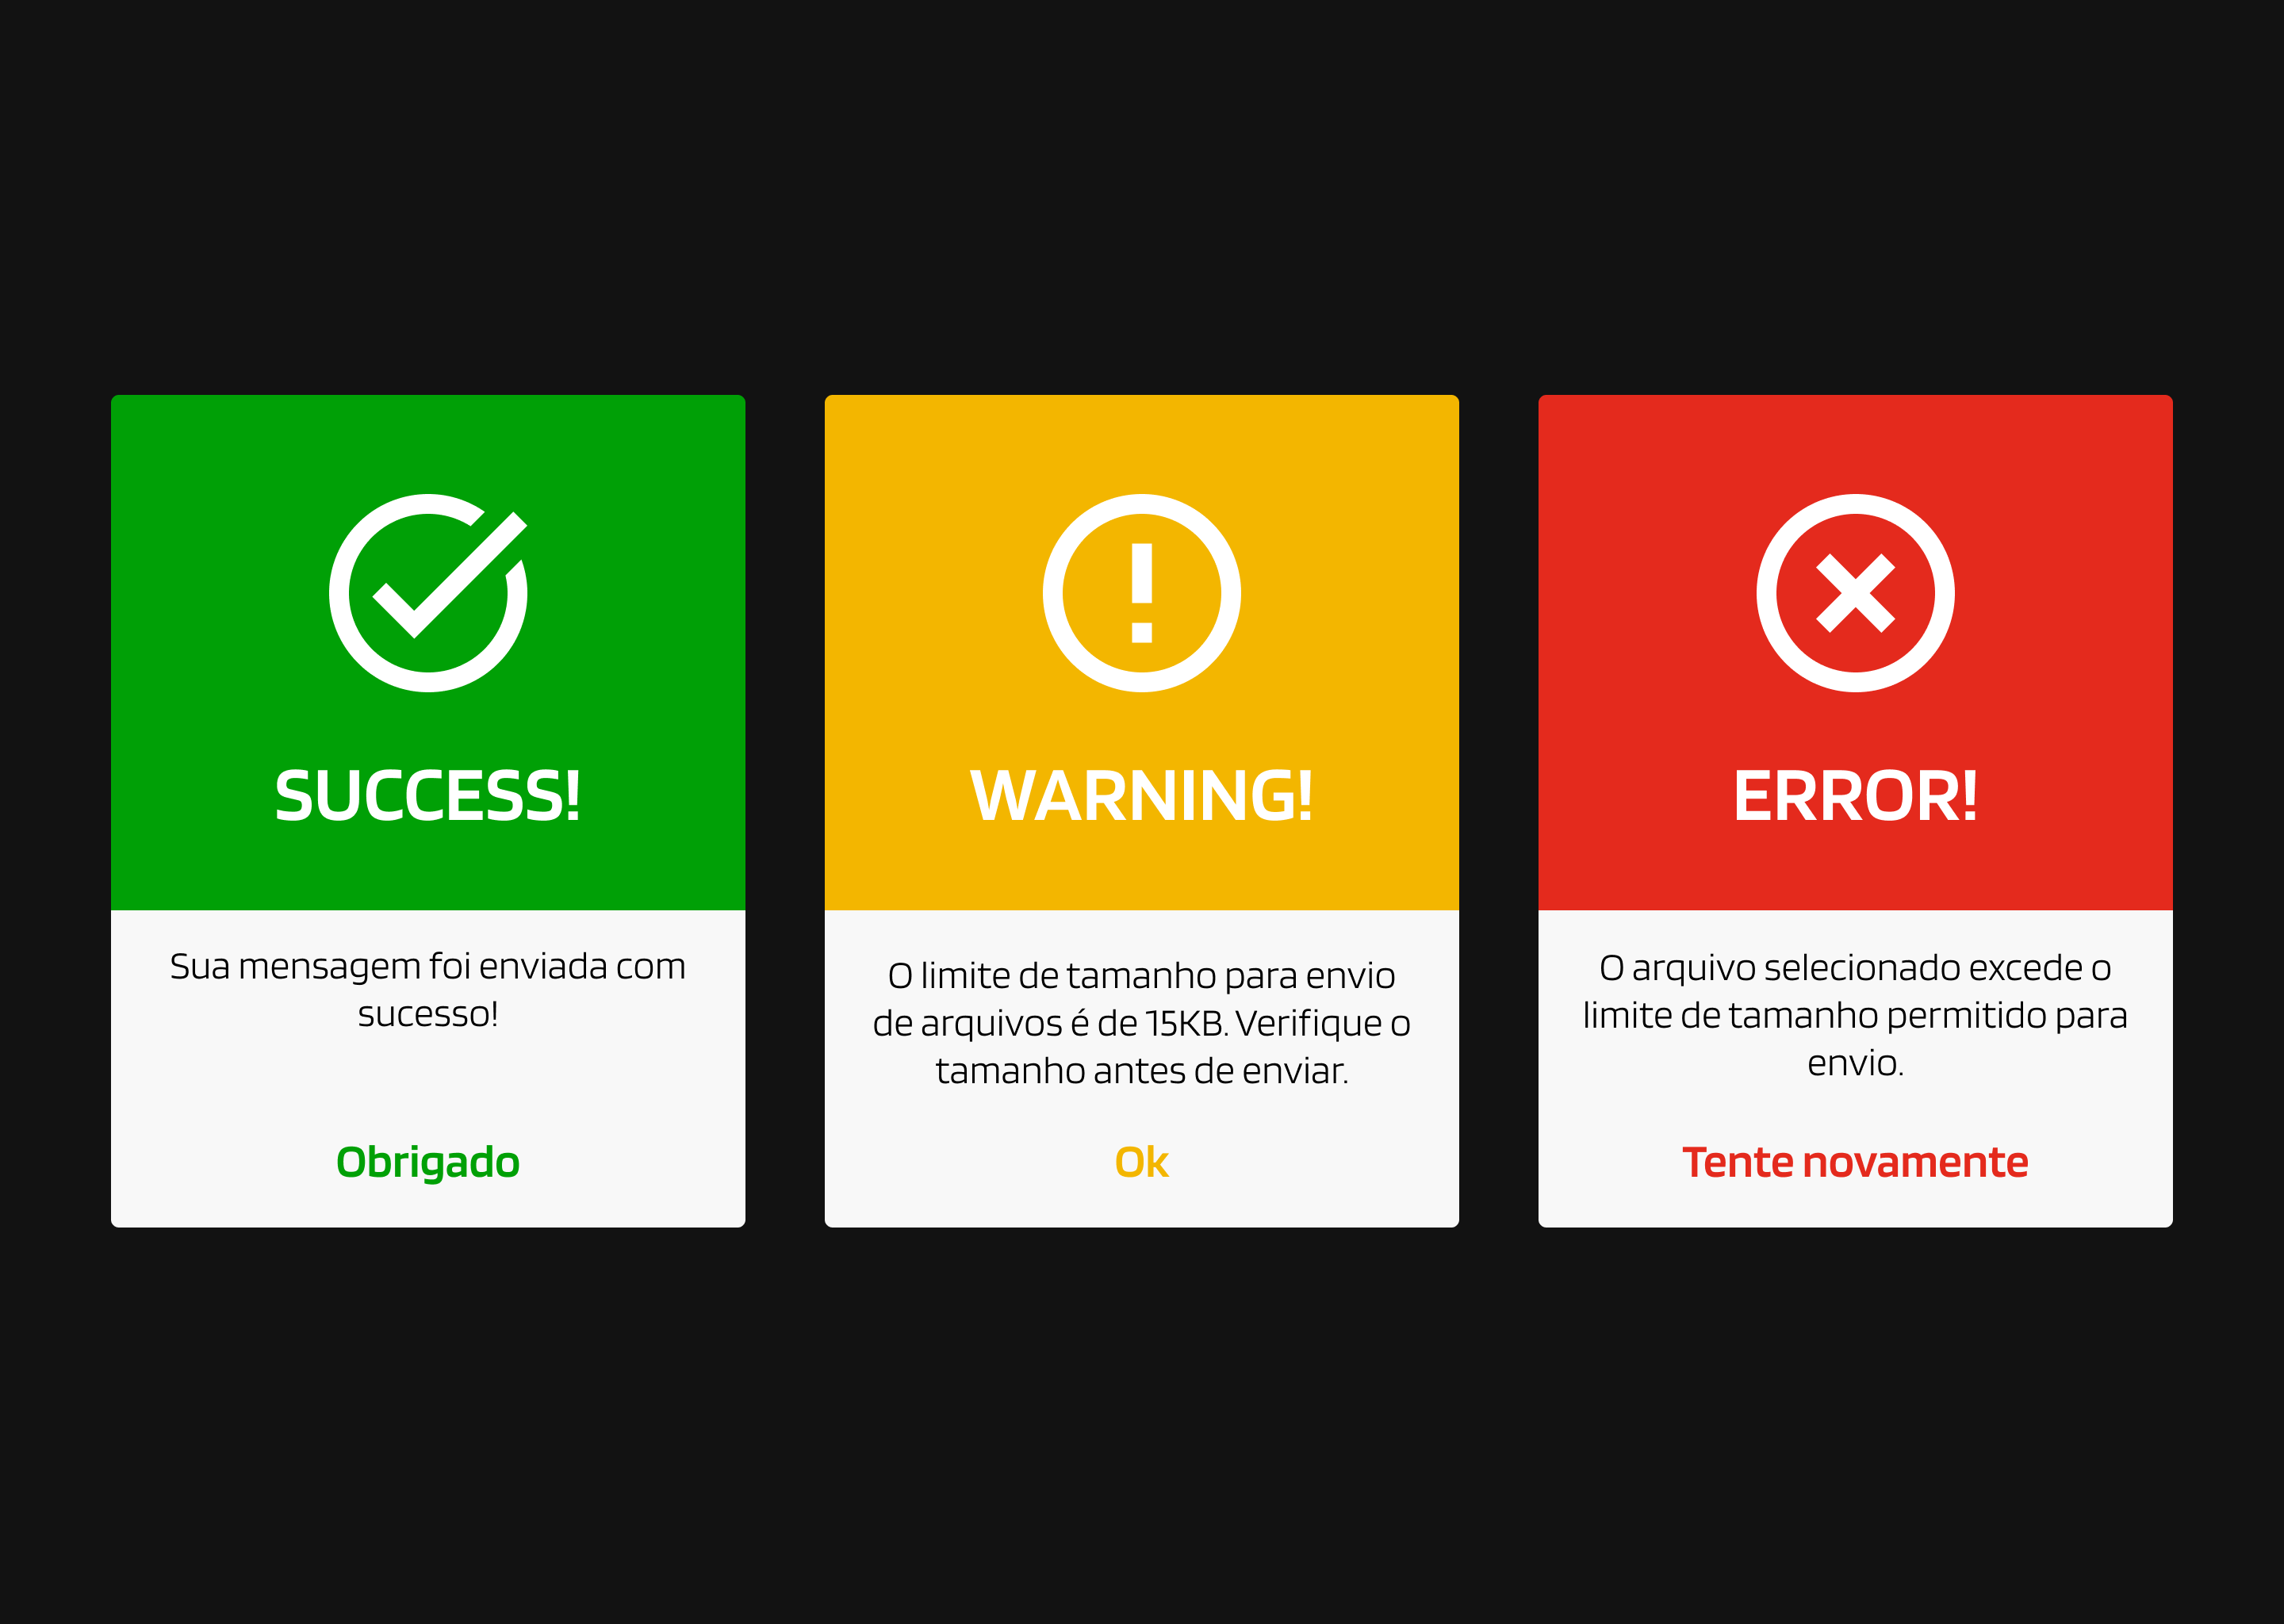 SUCCESS!
Sua mensagem foi enviada com
sucesso!
Obrigado
WARNING!
O limite de tamanho para envio
de arquivos é de 15KB. Verifique o
tamanho antes de enviar.
Ok
ERROR!
O arquivo selecionado excede o
limite de tamanho permitido para
envio.
Tente novamente